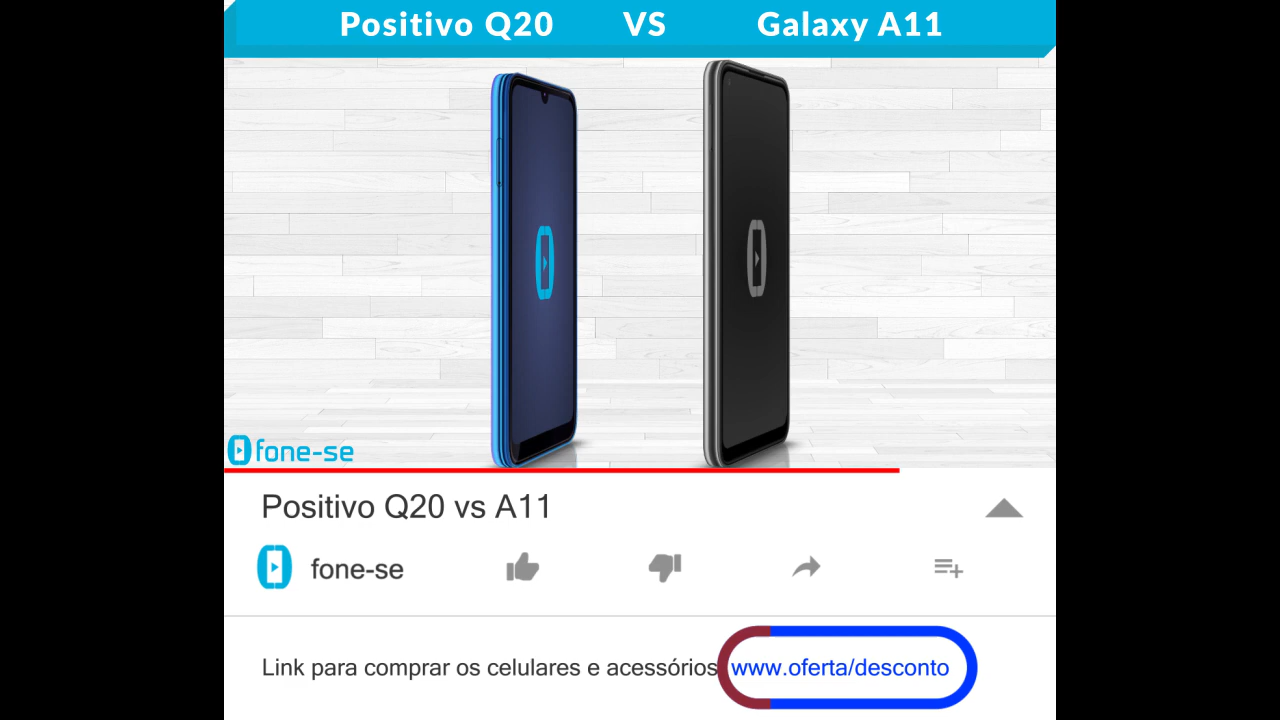 Positivo Q20 VS Galaxy A11
fone-se
Positivo Q20 vs A11
fone-se
Link para comprar os celulares e acessórios www.oferta/desconto